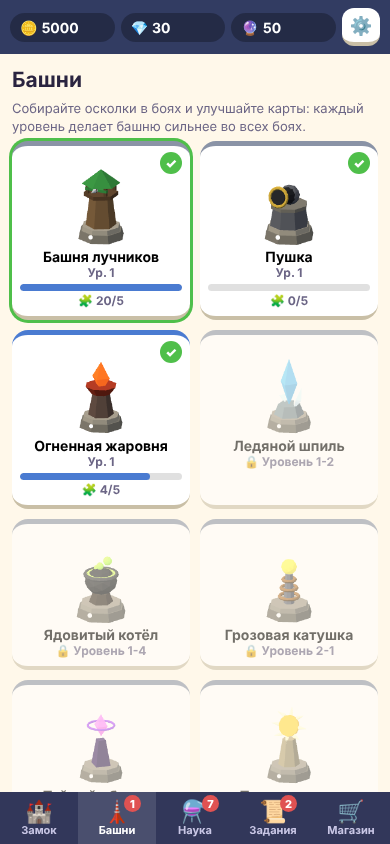 5000
30
50
Башни
Собирайте осколки в боях и улучшайте карты: каждый
уровень делает башню сильнее во всех боях.
Башня лучников
Ур. 1
20/5
Пушка
Ур. 1
0/5
Огненная жаровня
Ур. 1
4/5
Ледяной шпиль
Уровень 1-2
Ядовитый котёл
Уровень 1-4
Грозовая катушка
Уровень 2-1
Замок
1
Башни
7
Наука
2
Задания
Магазин